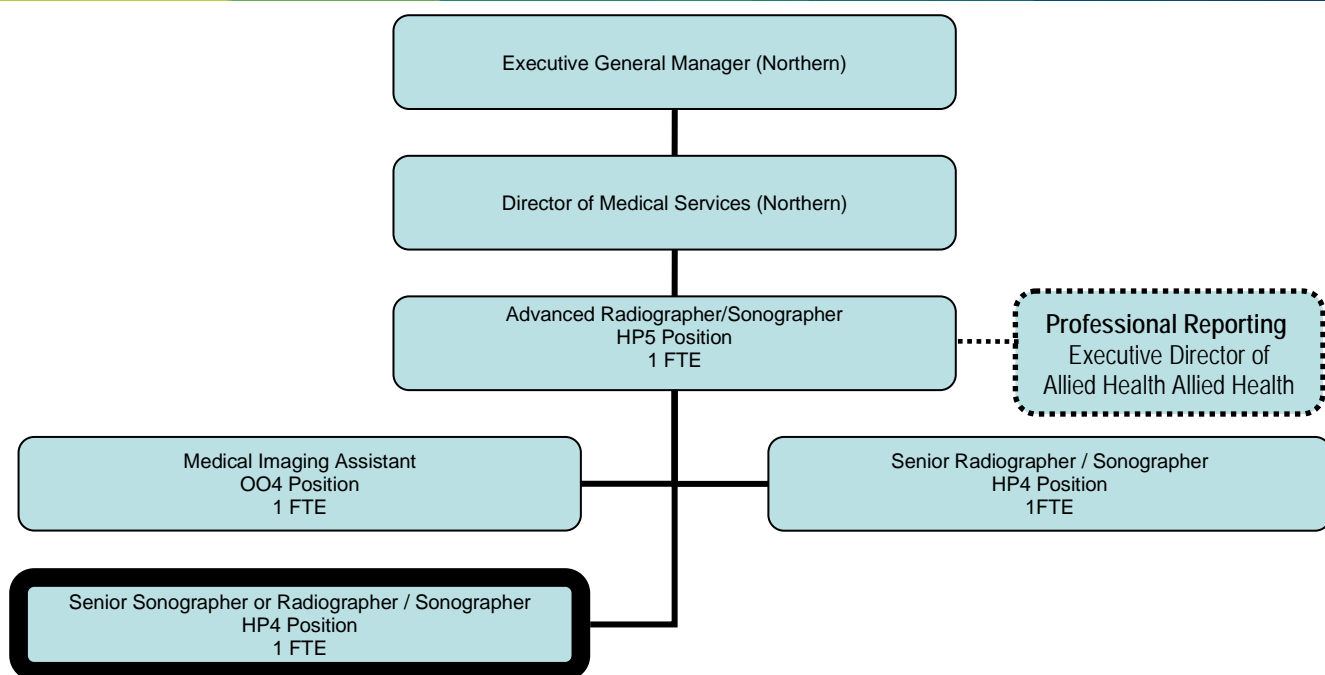 Executive General Manager (Northern)
Director of Medical Services (Northern)
Advanced Radiographer/Sonographer
HP5 Position
1 FTE
Professional Reporting
Executive Director of
Allied Health Allied Health
Medical Imaging Assistant
OO4 Position
1 FTE
Senior Radiographer / Sonographer
HP4 Position
1FTE
Senior Sonographer or Radiographer / Sonographer
HP4 Position
1 FTE